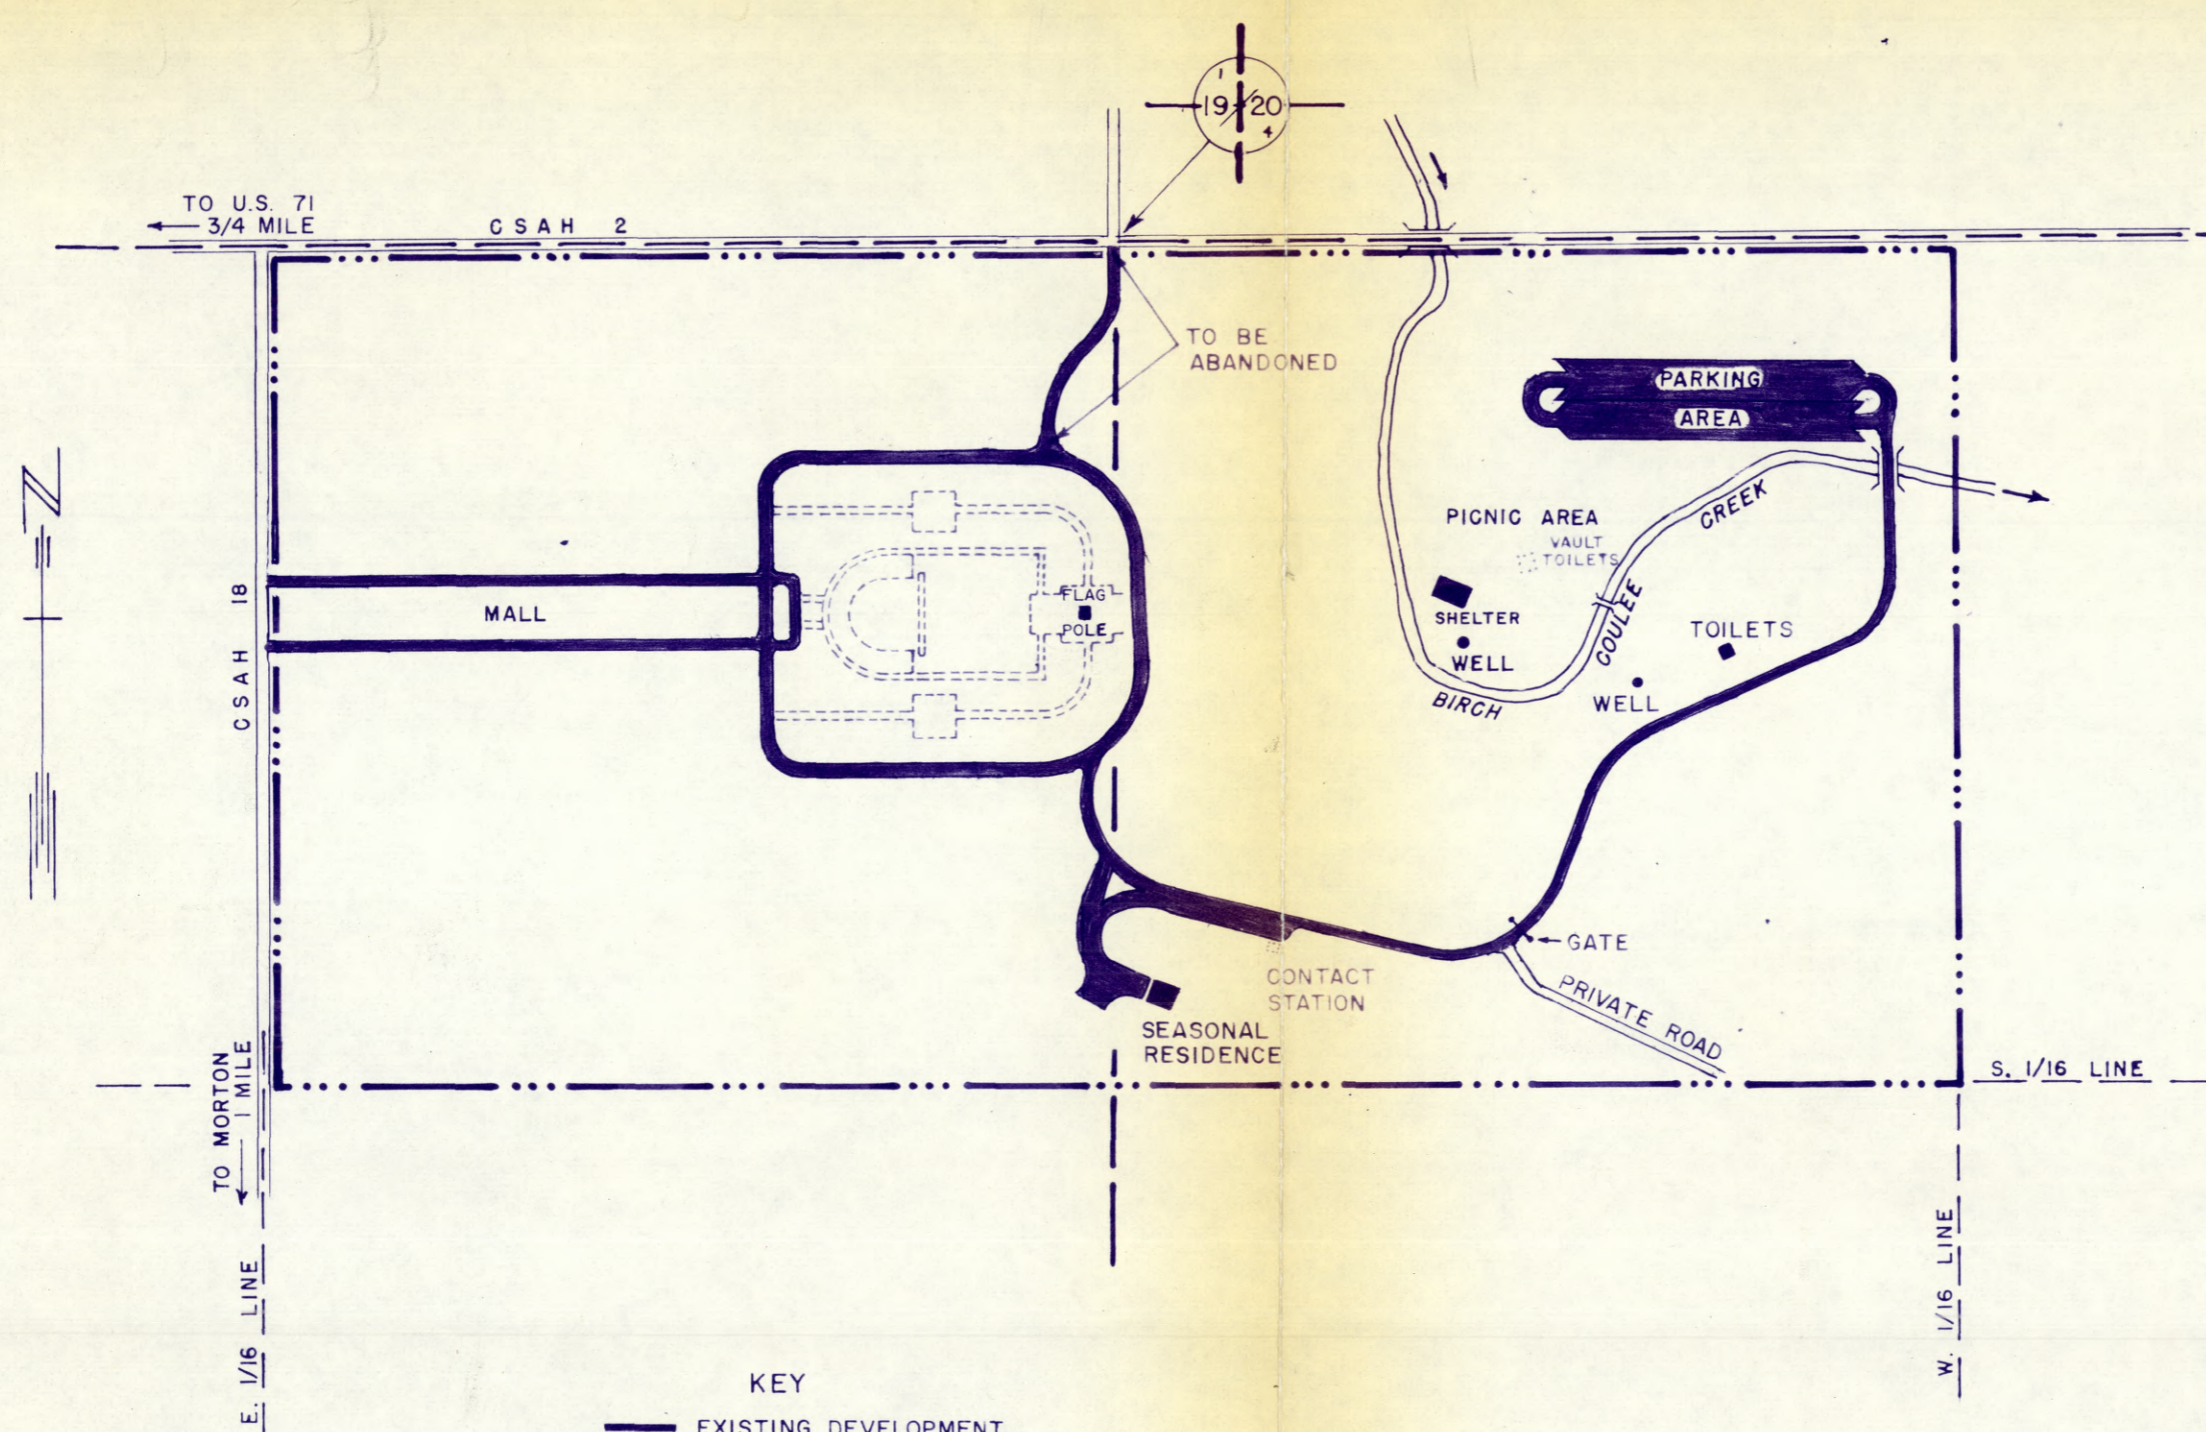 1
19 20
4
TO U.S. 71
3/4 MILE
CSAH 2
TO BE
ABANDONED
PARKING
AREA
N
PICNIC AREA
VAULT
TOILETS
CREEK
COULEE
BIRCH
SHELTER
WELL
TOILETS
WELL
FLAG
POLE
MALL
CSAH 18
GATE
PRIVATE ROAD
CONTACT
STATION
SEASONAL
RESIDENCE
TO MORTON
1 MILE
S. 1/16 LINE
E. 1/16 LINE
W. 1/16 LINE
KEY
EXISTING DEVELOPMENT